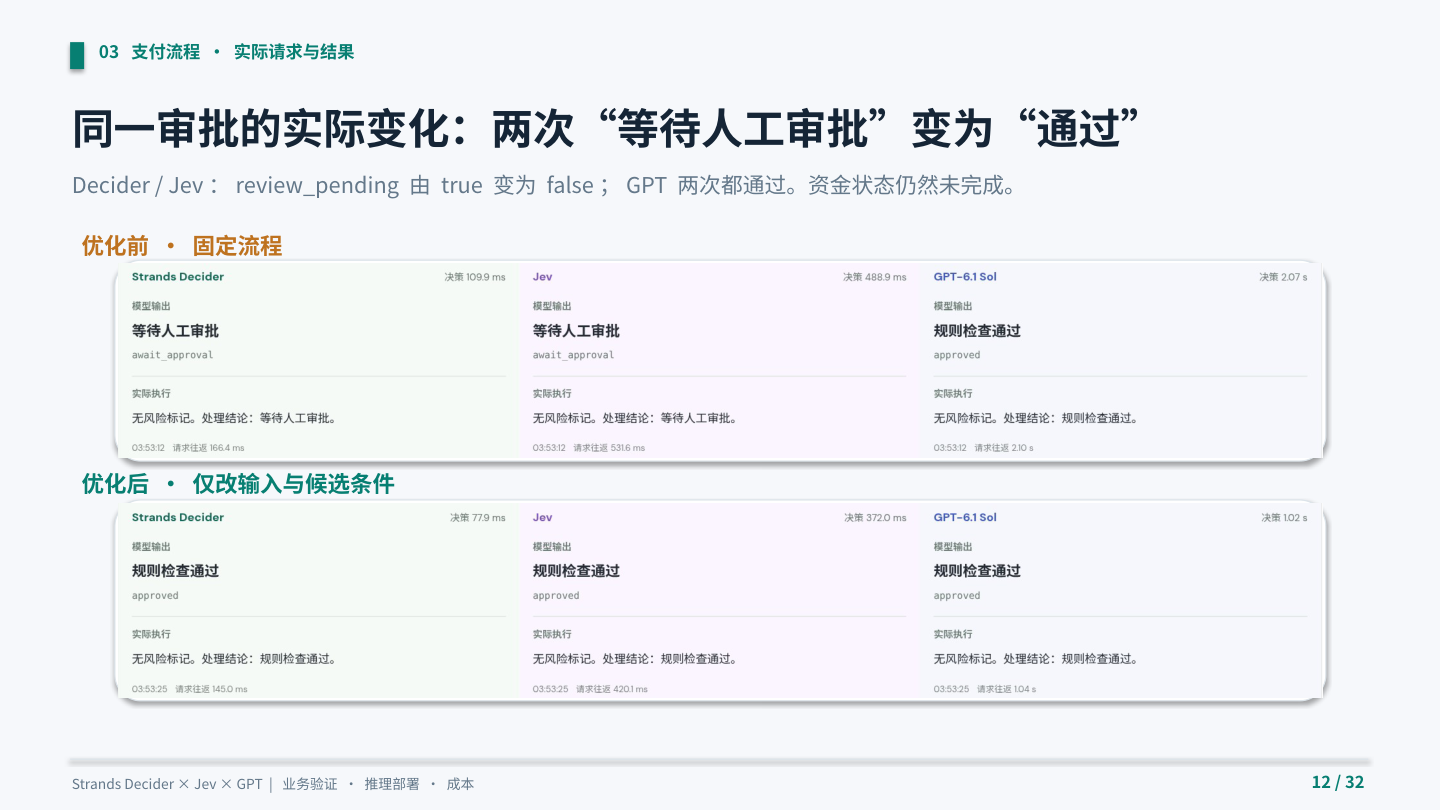 03 支付流程 · 实际请求与结果
同一审批的实际变化：两次“等待人工审批”变为“通过”
Decider / Jev： review_pending 由 true 变为 false； GPT 两次都通过。资金状态仍然未完成。
优化前 · 固定流程
Strands Decider 决策 109.9 ms
模型输出
等待人工审批
await_approval
实际执行
无风险标记。处理结论：等待人工审批。
03:53:12 请求往返 166.4 ms
Jev 决策 488.9 ms
模型输出
等待人工审批
await_approval
实际执行
无风险标记。处理结论：等待人工审批。
03:53:12 请求往返 531.6 ms
GPT-6.1 Sol 决策 2.07 s
模型输出
规则检查通过
approved
实际执行
无风险标记。处理结论：规则检查通过。
03:53:12 请求往返 2.10 s
优化后 · 仅改输入与候选条件
Strands Decider 决策 77.9 ms
模型输出
规则检查通过
approved
实际执行
无风险标记。处理结论：规则检查通过。
03:53:25 请求往返 145.0 ms
Jev 决策 372.0 ms
模型输出
规则检查通过
approved
实际执行
无风险标记。处理结论：规则检查通过。
03:53:25 请求往返 420.1 ms
GPT-6.1 Sol 决策 1.02 s
模型输出
规则检查通过
approved
实际执行
无风险标记。处理结论：规则检查通过。
03:53:25 请求往返 1.04 s
Strands Decider × Jev × GPT | 业务验证 · 推理部署 · 成本
12 / 32